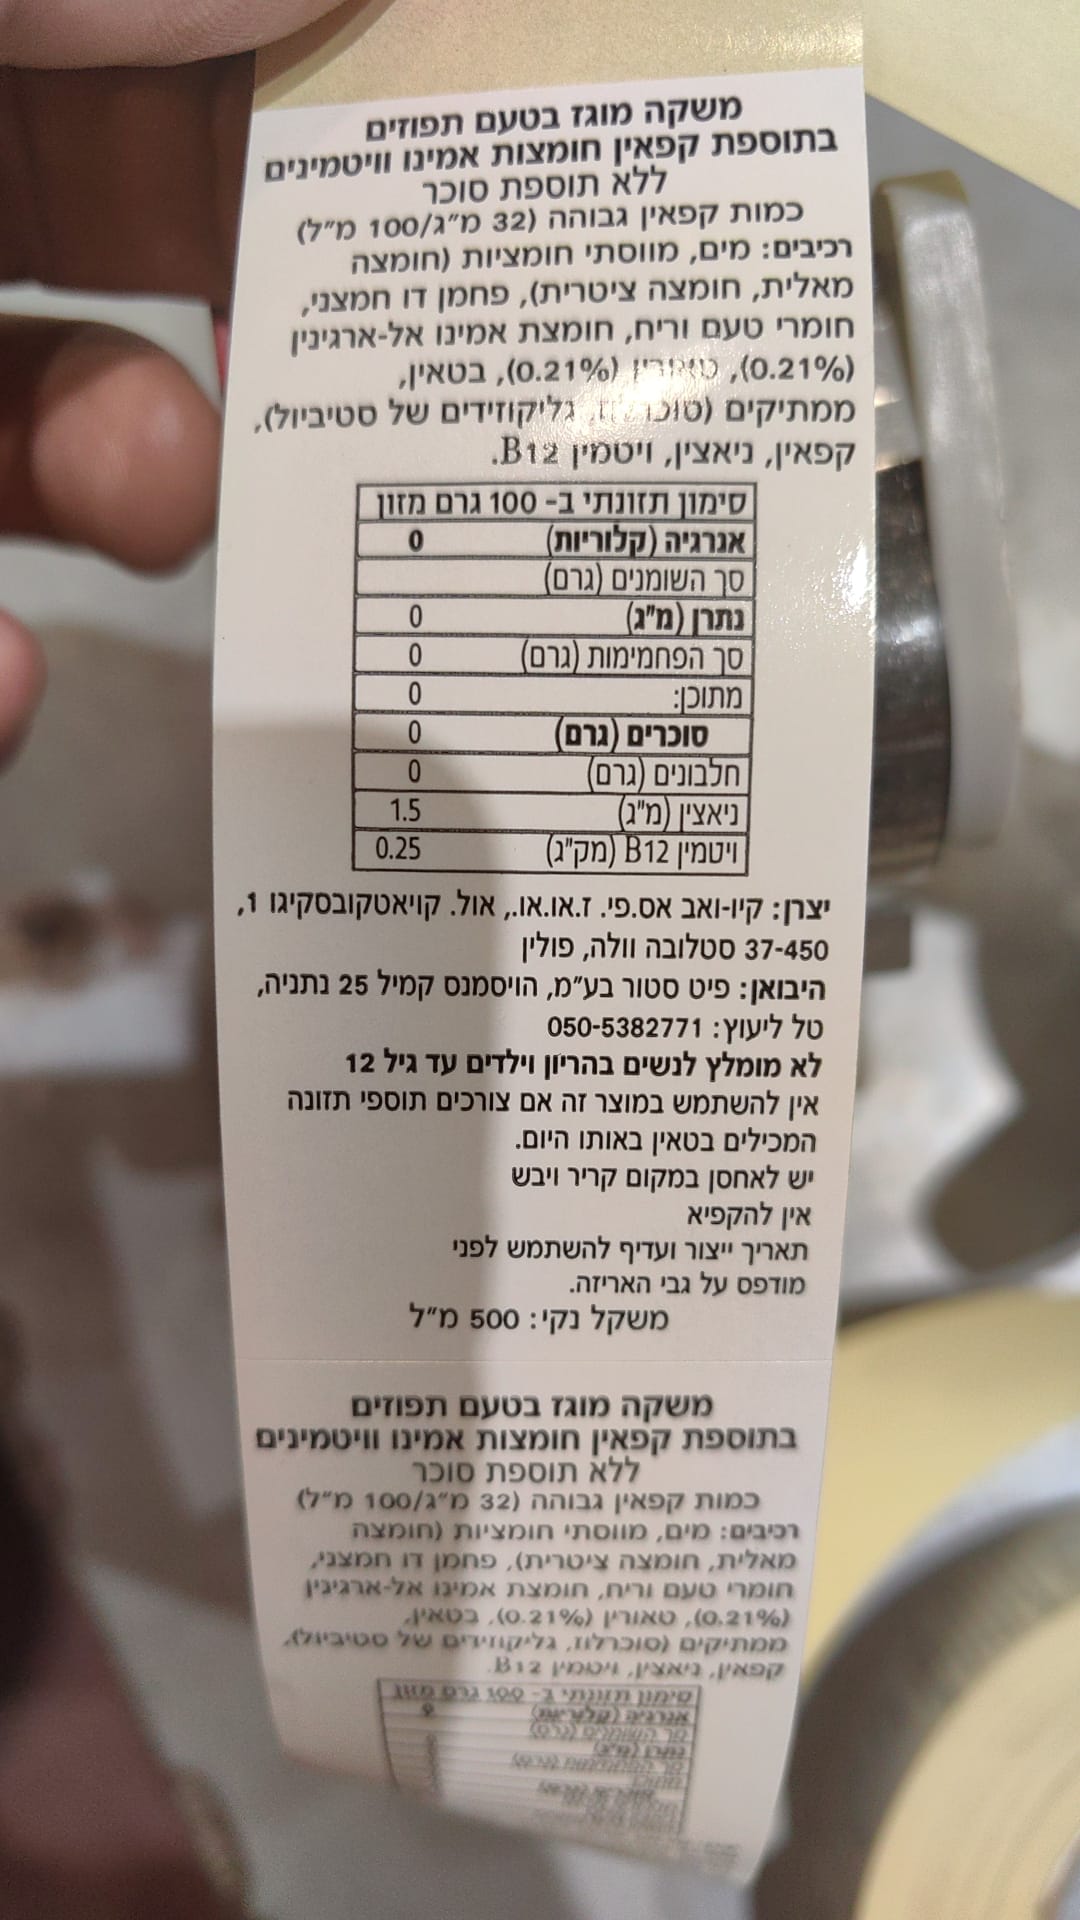 משקה מוגז בטעם תפוזים
בתוספת קפאין חומצות אמינו וויטמינים
ללא תוספת סוכר
כמות קפאין גבוהה (32 מ״ג/100 מ״ל)
רכיבים: מים, מווסתי חומציות (חומצה
מאלית, חומצה ציטרית), פחמן דו חמצני,
חומרי טעם וריח, חומצת אמינו אל-ארגינין
(0.21%), טאורין (0.21%), בטאין,
ממתיקים (סוכרלוז, גליקוזידים של סטיביול),
קפאין, ניאצין, ויטמין B12.
סימון תזונתי ב- 100 גרם מזון
אנרגיה (קלוריות) 0
סך השומנים (גרם)
נתרן (מ"ג) 0
סך הפחמימות (גרם) 0
מתוכן: 0
סוכרים (גרם) 0
חלבונים (גרם) 0
ניאצין (מ"ג) 1.5
ויטמין B12 (מק"ג) 0.25
יצרן: קיו-וואב אס.פי. ז.או.או., אול. קוויאטקובסקיגו 1,
37-450 סטלובה וולה, פולין
היבואן: פיט סטור בע״מ, הויסמנס קמיל 25 נתניה,
טל ליעוץ: 050-5382771
לא מומלץ לנשים בהריון וילדים עד גיל 12
אין להשתמש במוצר זה אם צורכים תוספי תזונה
המכילים בטאין באותו היום.
יש לאחסן במקום קריר ויבש
אין להקפיא
תאריך ייצור ועדיף להשתמש לפני
מודפס על גבי האריזה.
משקל נקי: 500 מ״ל
משקה מוגז בטעם תפוזים
בתוספת קפאין חומצות אמינו וויטמינים
ללא תוספת סוכר
כמות קפאין גבוהה (32 מ״ג/100 מ״ל)
רכיבים: מים, מווסתי חומציות (חומצה
מאלית, חומצה ציטרית), פחמן דו חמצני,
חומרי טעם וריח, חומצת אמינו אל-ארגינין
(0.21%), טאורין (0.21%), בטאין,
ממתיקים (סוכרלוז, גליקוזידים של סטיביול),
קפאין, ניאצין, ויטמין B12.
סימון תזונתי ב- 100 גרם מזון
אנרגיה (קלוריות) 0
סך השומנים (גרם)